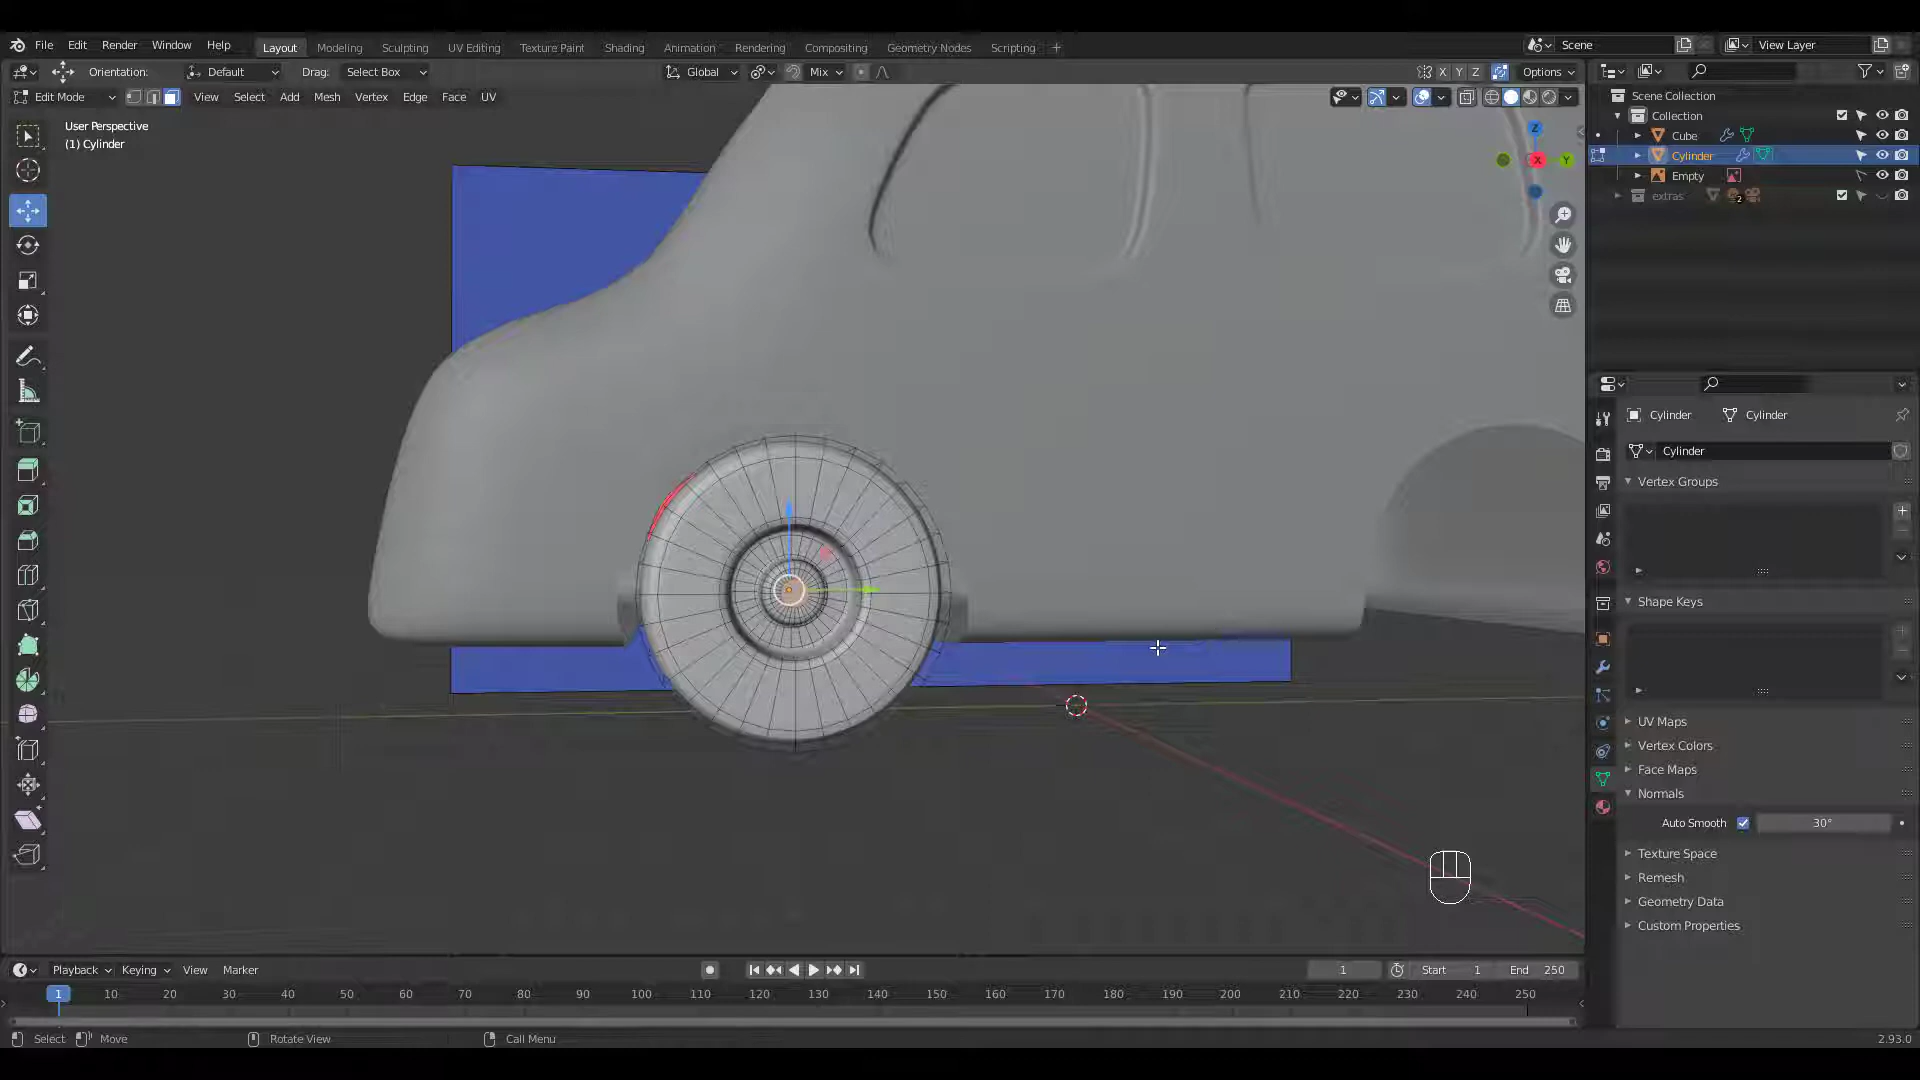 File Edit Render Window Help Layout Modeling Sculpting UV Editing Texture Paint Shading Animation Rendering Compositing Geometry Nodes Scripting + Scene View Layer
Orientation: Default Drag: Select Box Global Mix X Y Z Options
Edit Mode View Select Add Mesh Vertex Edge Face UV
Scene Collection
Collection
Cube
Cylinder
Empty
extras 2
User Perspective
(1) Cylinder
Z
X Y
Cylinder Cylinder
Cylinder
Vertex Groups
Shape Keys
UV Maps
Vertex Colors
Face Maps
Normals
Auto Smooth 30°
Texture Space
Remesh
Geometry Data
Custom Properties
Playback Keying View Marker 1 Start 1 End 250
1 10 20 30 40 50 60 70 80 90 100 110 120 130 140 150 160 170 180 190 200 210 220 230 240 250
Select Move Rotate View Call Menu 2.93.0